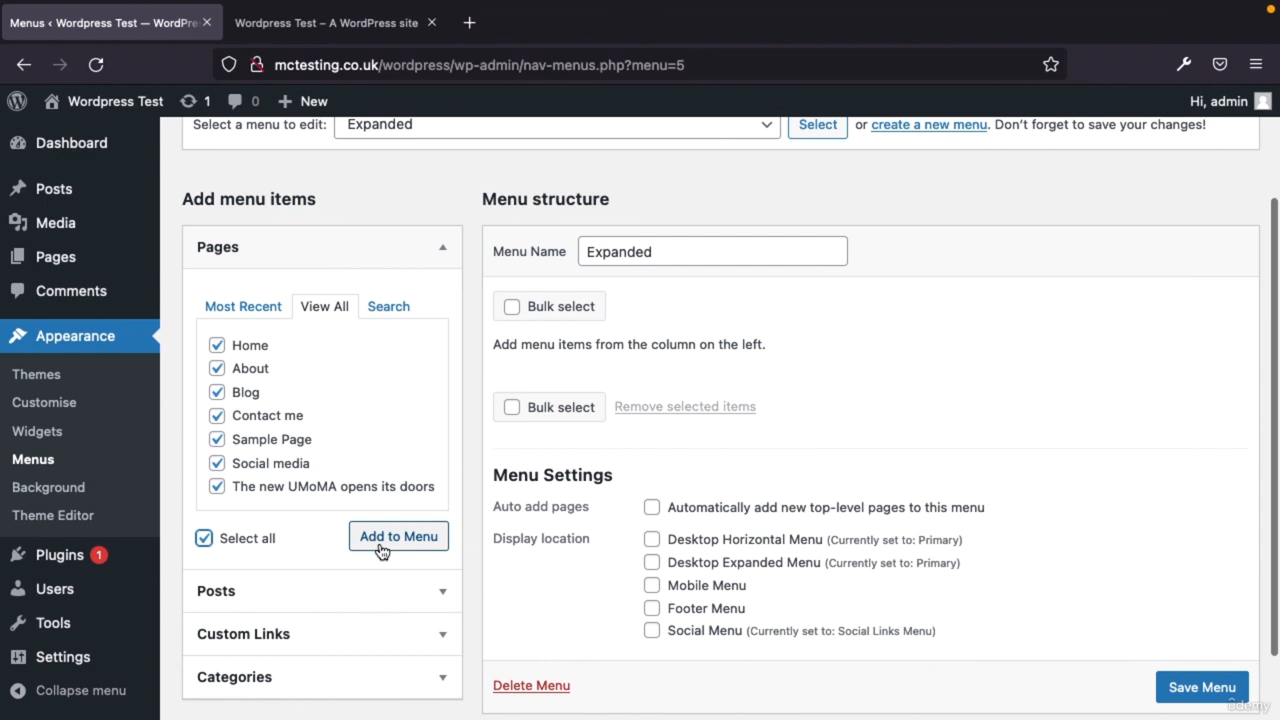 Menus ‹ Wordpress Test — WordPre
Wordpress Test – A WordPress site
mctesting.co.uk/wordpress/wp-admin/nav-menus.php?menu=5
Wordpress Test
1
0
New
Hi, admin
Dashboard
Posts
Media
Pages
Comments
Appearance
Themes
Customise
Widgets
Menus
Background
Theme Editor
Plugins 1
Users
Tools
Settings
Collapse menu
Select a menu to edit: Expanded Select or create a new menu. Don't forget to save your changes!
Add menu items
Pages
Most Recent View All Search
Home
About
Blog
Contact me
Sample Page
Social media
The new UMoMA opens its doors
Select all Add to Menu
Posts
Custom Links
Categories
Menu structure
Menu Name Expanded
Bulk select
Add menu items from the column on the left.
Bulk select Remove selected items
Menu Settings
Auto add pages Automatically add new top-level pages to this menu
Display location Desktop Horizontal Menu (Currently set to: Primary)
Desktop Expanded Menu (Currently set to: Primary)
Mobile Menu
Footer Menu
Social Menu (Currently set to: Social Links Menu)
Delete Menu Save Menu
ûdemy